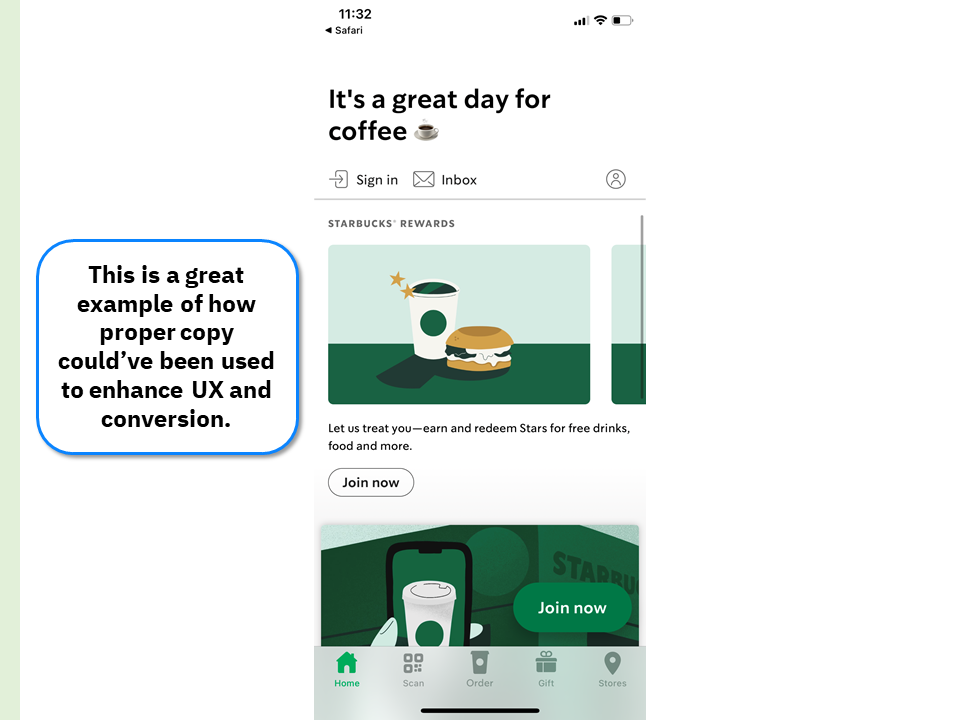 11:32
◀ Safari
It's a great day for
coffee ☕
Sign in
Inbox
STARBUCKS® REWARDS
This is a great
example of how
proper copy
could’ve been used
to enhance UX and
conversion.
Let us treat you—earn and redeem Stars for free drinks,
food and more.
Join now
STARBU
Join now
Home
Scan
Order
Gift
Stores